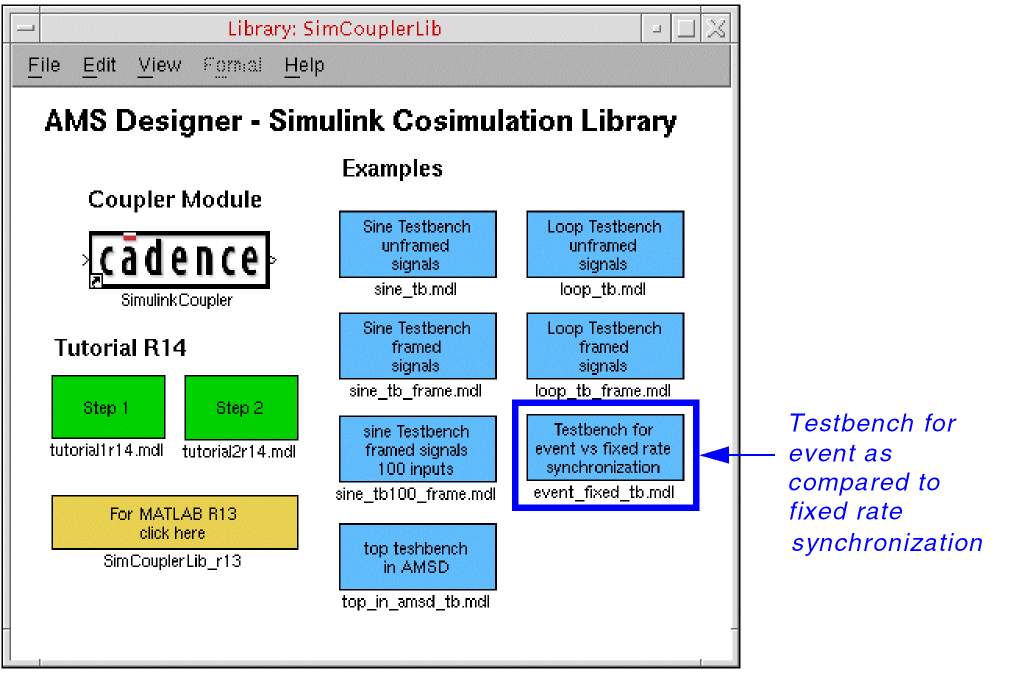 Library: SimCouplerLib
File Edit View Format Help
AMS Designer - Simulink Cosimulation Library
Coupler Module
cādence
SimulinkCoupler
Tutorial R14
Step 1
tutorial1r14.mdl
Step 2
tutorial2r14.mdl
For MATLAB R13
click here
SimCouplerLib_r13
Examples
Sine Testbench
unframed
signals
sine_tb.mdl
Loop Testbench
unframed
signals
loop_tb.mdl
Sine Testbench
framed
signals
sine_tb_frame.mdl
Loop Testbench
framed
signals
loop_tb_frame.mdl
sine Testbench
framed signals
100 inputs
sine_tb100_frame.mdl
Testbench for
event vs fixed rate
synchronization
event_fixed_tb.mdl
top teshbench
in AMSD
top_in_amsd_tb.mdl
Testbench for
event as
compared to
fixed rate
synchronization